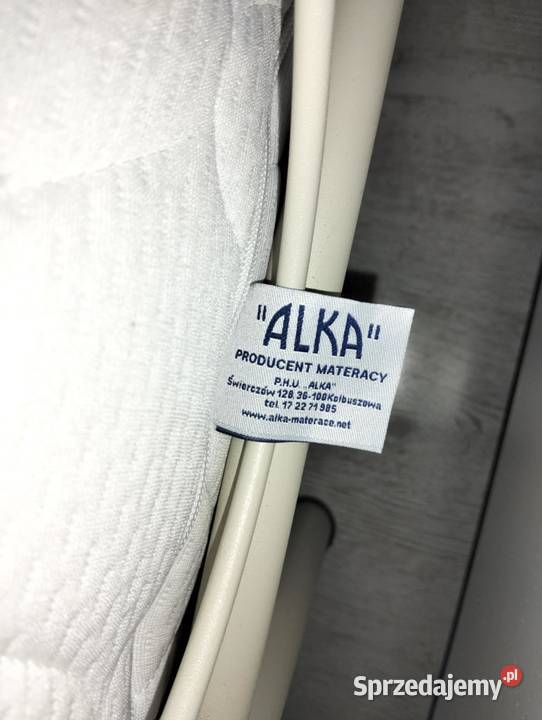 "ALKA"
PRODUCENT MATERACY
P.H.U. „ALKA"
Świerczów 128, 36-100 Kolbuszowa
tel. 17 22 71 985
www.alka-materace.net
Sprzedajemy.pl